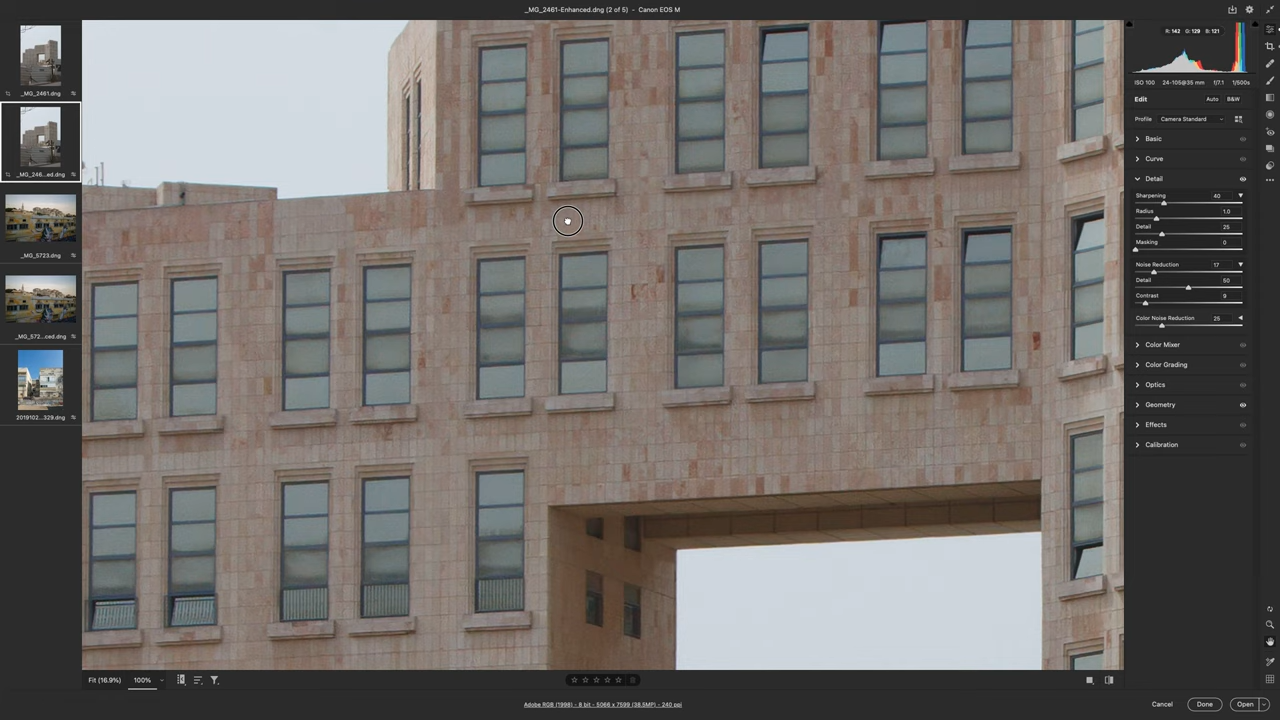 _MG_2461-Enhanced.dng (2 of 5) - Canon EOS M
_MG_2461.dng
_MG_246...ed.dng
_MG_5723.dng
_MG_572...ced.dng
2019102...329.dng
R: 142 G: 129 B: 121
ISO 100 24-105@35 mm f/7.1 1/500s
Edit Auto B&W
Profile Camera Standard
Basic
Curve
Detail
Sharpening 40
Radius 1.0
Detail 25
Masking 0
Noise Reduction 17
Detail 50
Contrast 9
Color Noise Reduction 25
Color Mixer
Color Grading
Optics
Geometry
Effects
Calibration
Fit (16.9%) 100%
Adobe RGB (1998) - 8 bit - 5066 x 7599 (38.5MP) - 240 ppi
Cancel Done Open